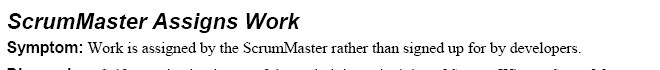 ScrumMaster Assigns Work
Symptom: Work is assigned by the ScrumMaster rather than signed up for by developers.